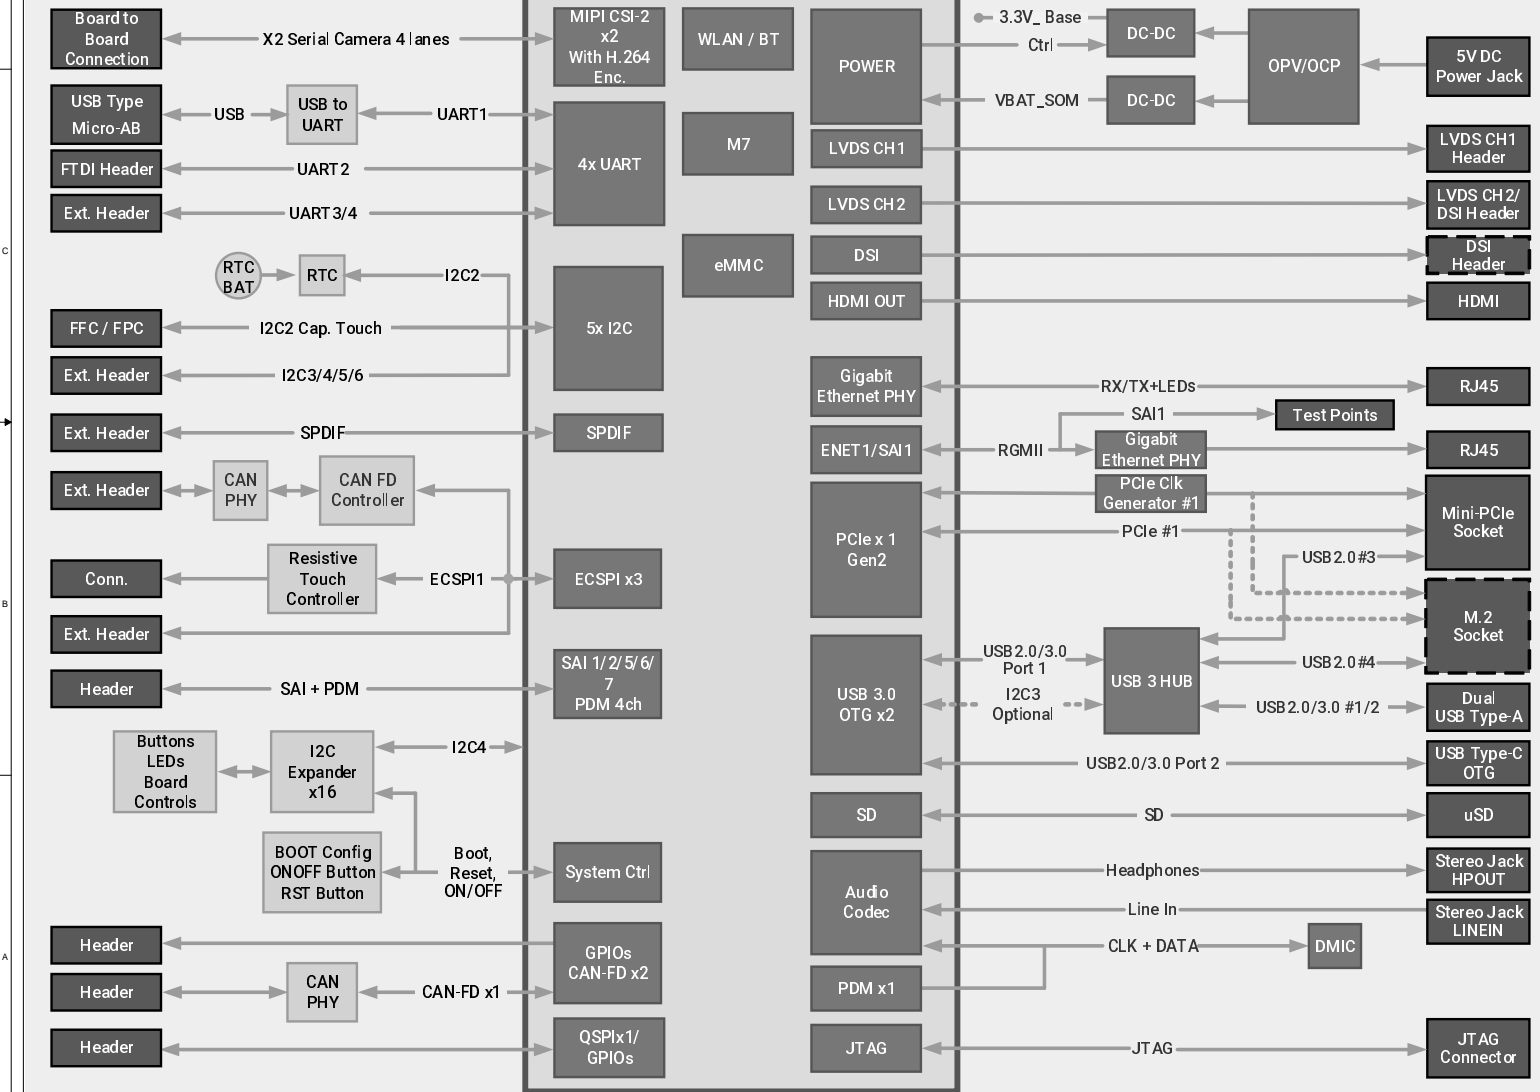 Board to
Board
Connection
X2 Serial Camera 4 lanes
MIPI CSI-2
x2
With H.264
Enc.
WLAN / BT
POWER
3.3V_ Base
Ctrl
DC-DC
OPV/OCP
5V DC
Power Jack
VBAT_SOM
DC-DC
USB Type
Micro-AB
USB
USB to
UART
UART1
4x UART
M7
LVDS CH1
LVDS CH1
Header
FTDI Header
UART2
Ext. Header
UART3/4
LVDS CH2
LVDS CH2/
DSI Header
C
RTC
BAT
RTC
I2C2
eMMC
DSI
DSI
Header
HDMI OUT
HDMI
FFC / FPC
I2C2 Cap. Touch
5x I2C
Ext. Header
I2C3/4/5/6
Gigabit
Ethernet PHY
RX/TX+LEDs
RJ45
SAI1
Test Points
Ext. Header
SPDIF
SPDIF
ENET1/SAI1
RGMII
Gigabit
Ethernet PHY
RJ45
Ext. Header
CAN
PHY
CAN FD
Controller
PCIe x 1
Gen2
PCIe Clk
Generator #1
PCIe #1
Mini-PCIe
Socket
USB2.0#3
Conn.
Resistive
Touch
Controller
ECSPI1
ECSPI x3
B
Ext. Header
M.2
Socket
USB2.0/3.0
Port 1
USB2.0#4
Header
SAI + PDM
SAI 1/2/5/6/
7
PDM 4ch
USB 3.0
OTG x2
I2C3
Optional
USB 3 HUB
USB2.0/3.0 #1/2
Dual
USB Type-A
Buttons
LEDs
Board
Controls
I2C
Expander
x16
I2C4
USB2.0/3.0 Port 2
USB Type-C
OTG
SD
SD
uSD
BOOT Config
ONOFF Button
RST Button
Boot,
Reset,
ON/OFF
System Ctrl
Audio
Codec
Headphones
Stereo Jack
HPOUT
Line In
Stereo Jack
LINEIN
A
Header
GPIOs
CAN-FD x2
CLK + DATA
DMIC
Header
CAN
PHY
CAN-FD x1
PDM x1
Header
QSPIx1/
GPIOs
JTAG
JTAG
JTAG
Connector